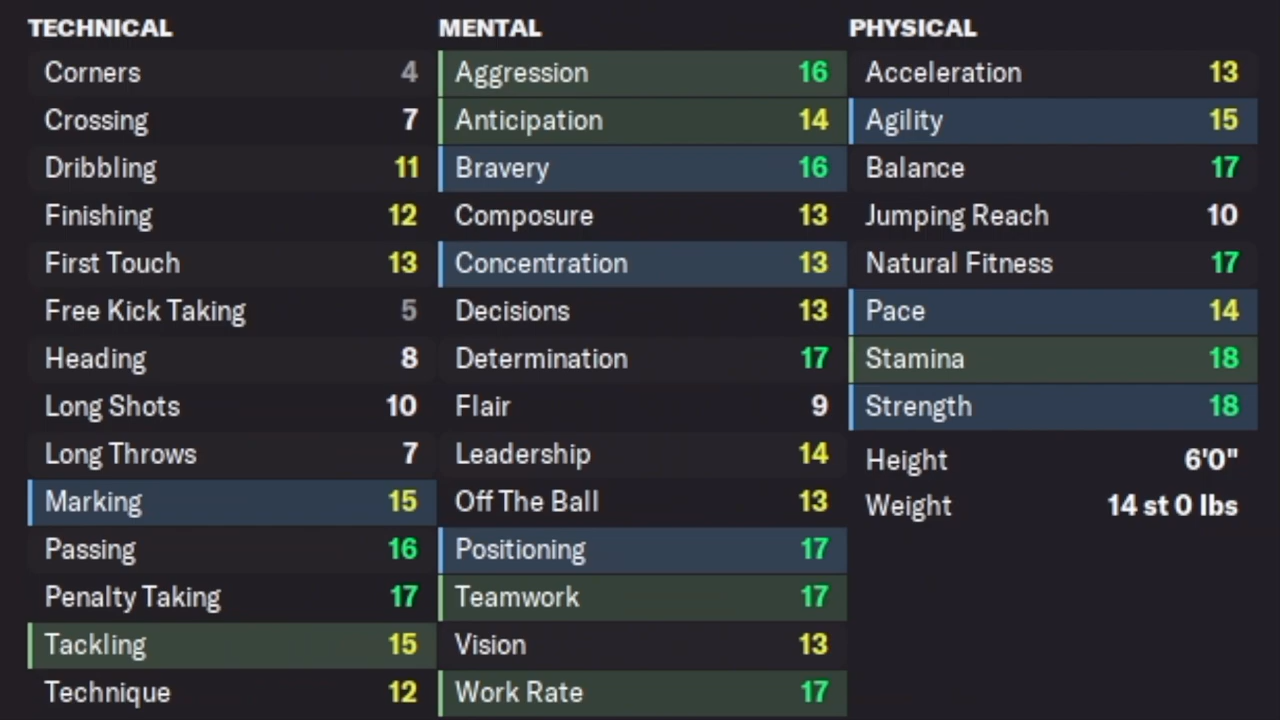 TECHNICAL
Corners 4
Crossing 7
Dribbling 11
Finishing 12
First Touch 13
Free Kick Taking 5
Heading 8
Long Shots 10
Long Throws 7
Marking 15
Passing 16
Penalty Taking 17
Tackling 15
Technique 12
MENTAL
Aggression 16
Anticipation 14
Bravery 16
Composure 13
Concentration 13
Decisions 13
Determination 17
Flair 9
Leadership 14
Off The Ball 13
Positioning 17
Teamwork 17
Vision 13
Work Rate 17
PHYSICAL
Acceleration 13
Agility 15
Balance 17
Jumping Reach 10
Natural Fitness 17
Pace 14
Stamina 18
Strength 18
Height 6'0"
Weight 14 st 0 lbs